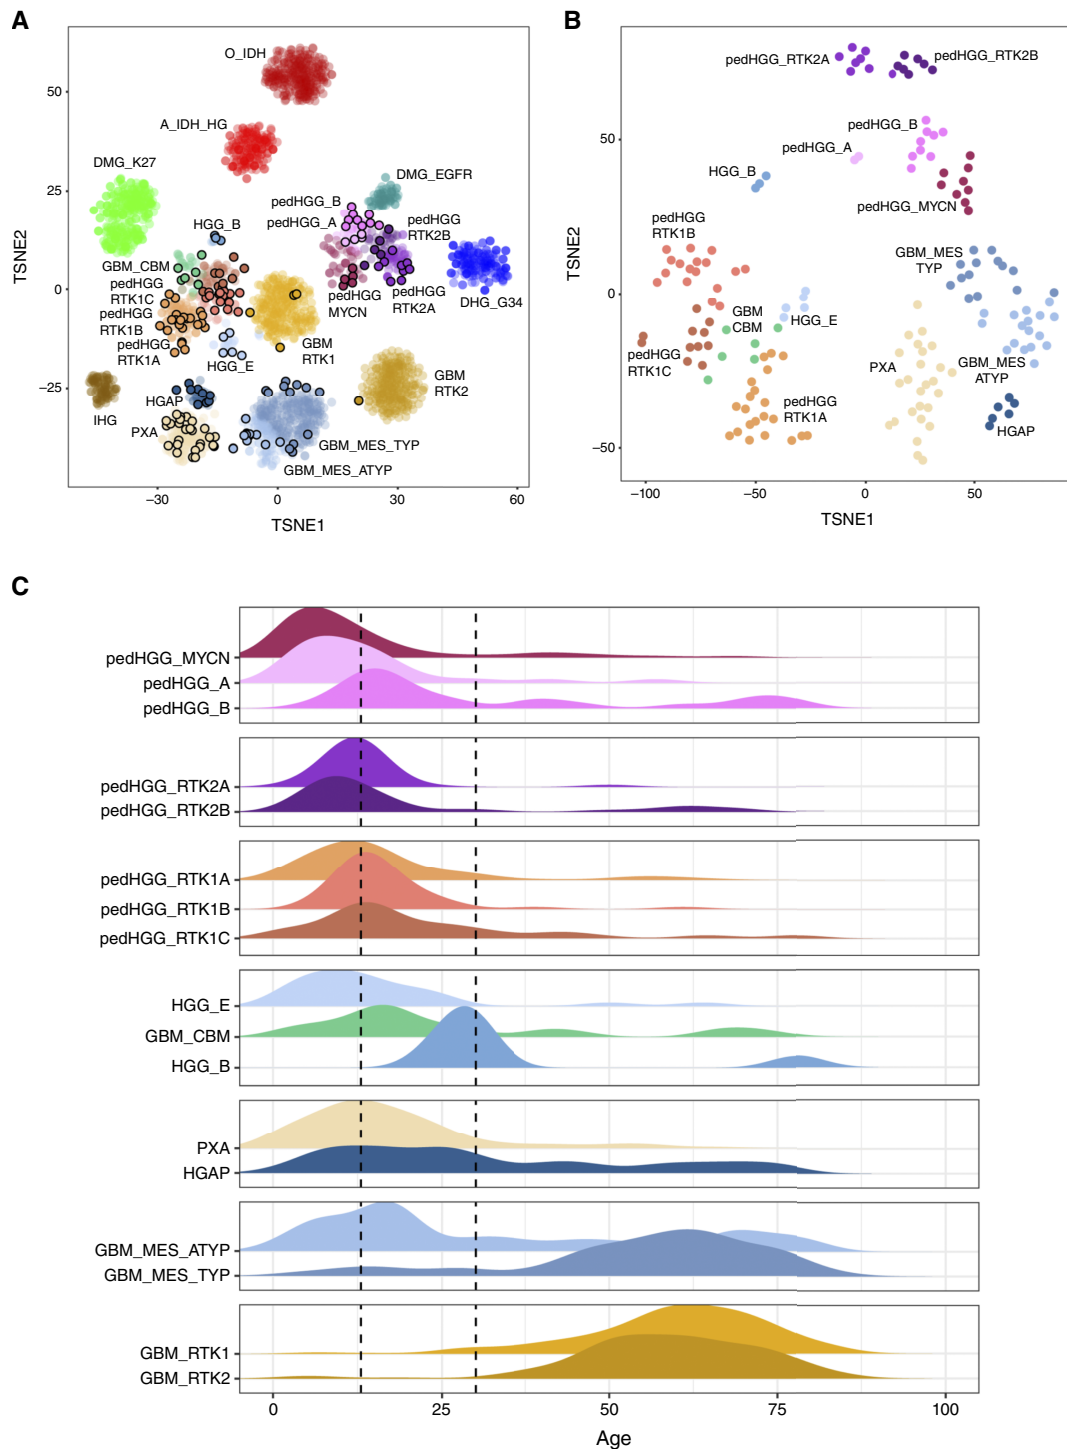 A
O_IDH
A_IDH_HG
DMG_K27
DMG_EGFR
pedHGG_B
pedHGG_A
pedHGG
RTK2B
HGG_B
GBM_CBM
pedHGG
RTK1C
pedHGG
RTK1B
pedHGG
RTK1A
HGG_E
GBM
RTK1
pedHGG
MYCN
pedHGG
RTK2A
DHG_G34
GBM
RTK2
IHG
HGAP
PXA
GBM_MES_TYP
GBM_MES_ATYP
50
25
0
−25
TSNE2
−30
0
30
60
TSNE1
B
pedHGG_RTK2A
pedHGG_RTK2B
pedHGG_B
pedHGG_A
HGG_B
pedHGG_MYCN
pedHGG
RTK1B
GBM_MES
TYP
GBM
CBM
HGG_E
pedHGG
RTK1C
PXA
GBM_MES
ATYP
pedHGG
RTK1A
HGAP
50
0
−50
TSNE2
−100
−50
0
50
TSNE1
C
pedHGG_MYCN
pedHGG_A
pedHGG_B
pedHGG_RTK2A
pedHGG_RTK2B
pedHGG_RTK1A
pedHGG_RTK1B
pedHGG_RTK1C
HGG_E
GBM_CBM
HGG_B
PXA
HGAP
GBM_MES_ATYP
GBM_MES_TYP
GBM_RTK1
GBM_RTK2
0
25
50
75
100
Age